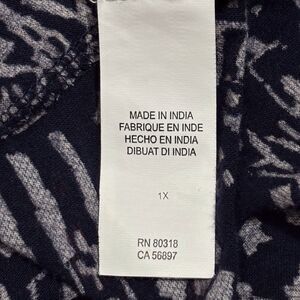 MADE IN INDIA
FABRIQUE EN INDE
HECHO EN INDIA
DIBUAT DI INDIA
1X
RN 80318
CA 56897